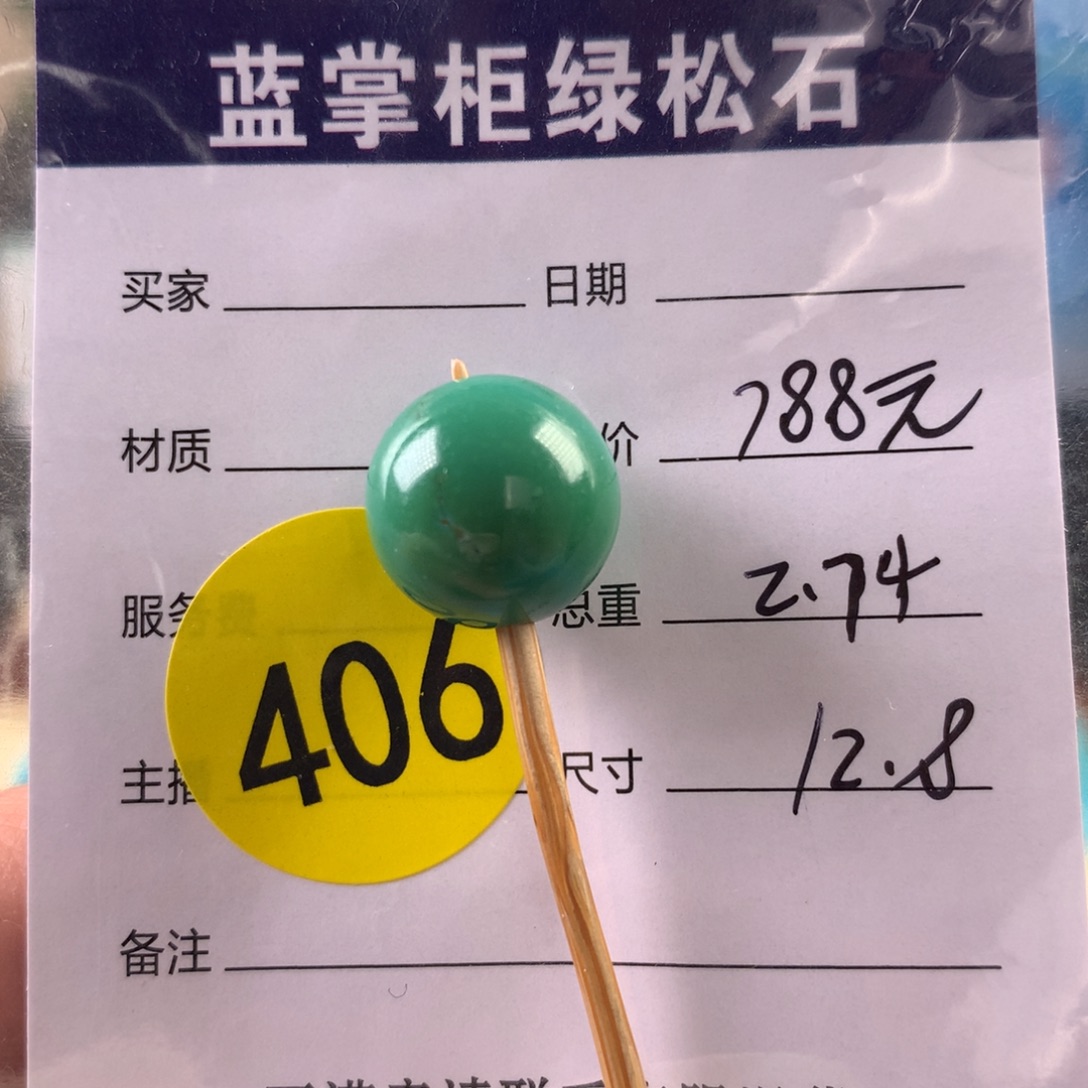 蓝掌柜绿松石
买家 日期
材质 价 788元
服务费 总重 2.74
406
主播 尺寸 12.8
备注